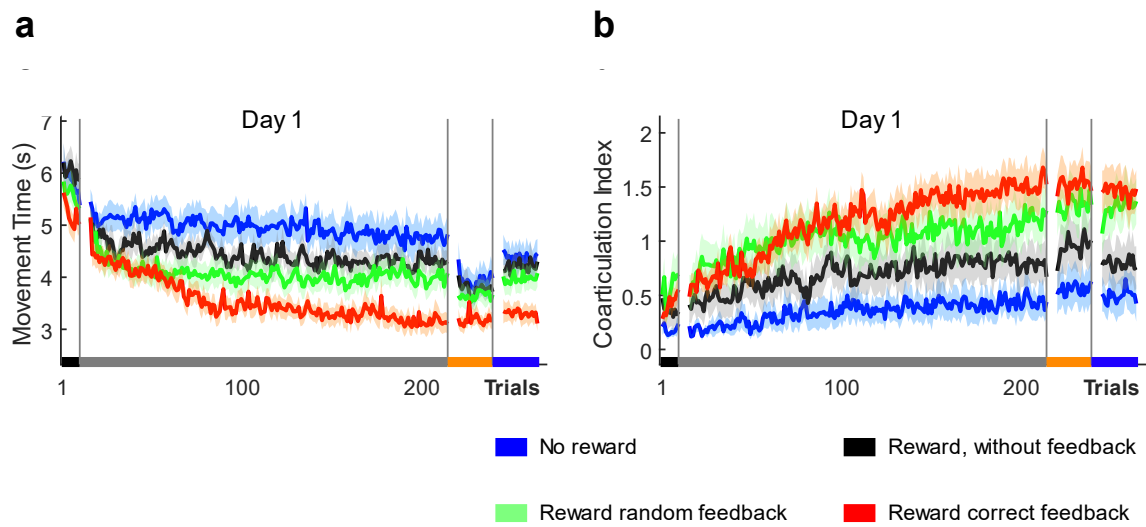 a
b
Day 1
Day 1
Movement Time (s)
7
6
5
4
3
1
100
200
Trials
Coarticulation Index
2
1.5
1
0.5
0
1
100
200
Trials
No reward
Reward, without feedback
Reward random feedback
Reward correct feedback